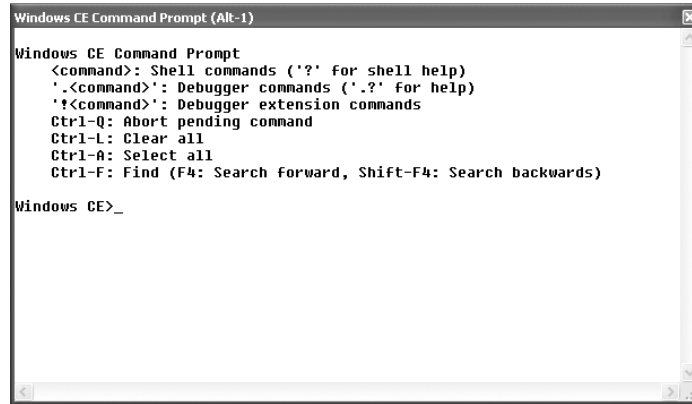 Windows CE Command Prompt (Alt-1)
Windows CE Command Prompt
<command>: Shell commands ('?' for shell help)
'.<command>': Debugger commands ('.?' for help)
'!<command>': Debugger extension commands
Ctrl-Q: Abort pending command
Ctrl-L: Clear all
Ctrl-A: Select all
Ctrl-F: Find (F4: Search forward, Shift-F4: Search backwards)
Windows CE>_